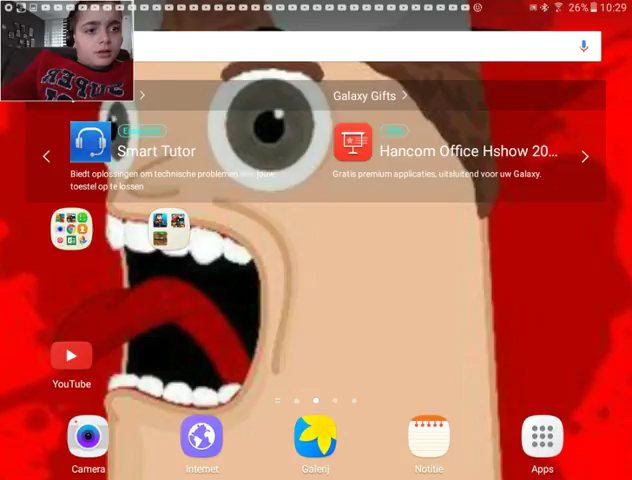 26% 10:29
Galaxy Gifts
Smart Tutor
Hancom Office Hshow 20...
Biedt oplossingen om technische problemen jouw
toestel op te lossen
Gratis premium applicaties, uitsluitend voor uw Galaxy.
YouTube
Camera
Internet
Galerij
Notitie
Apps